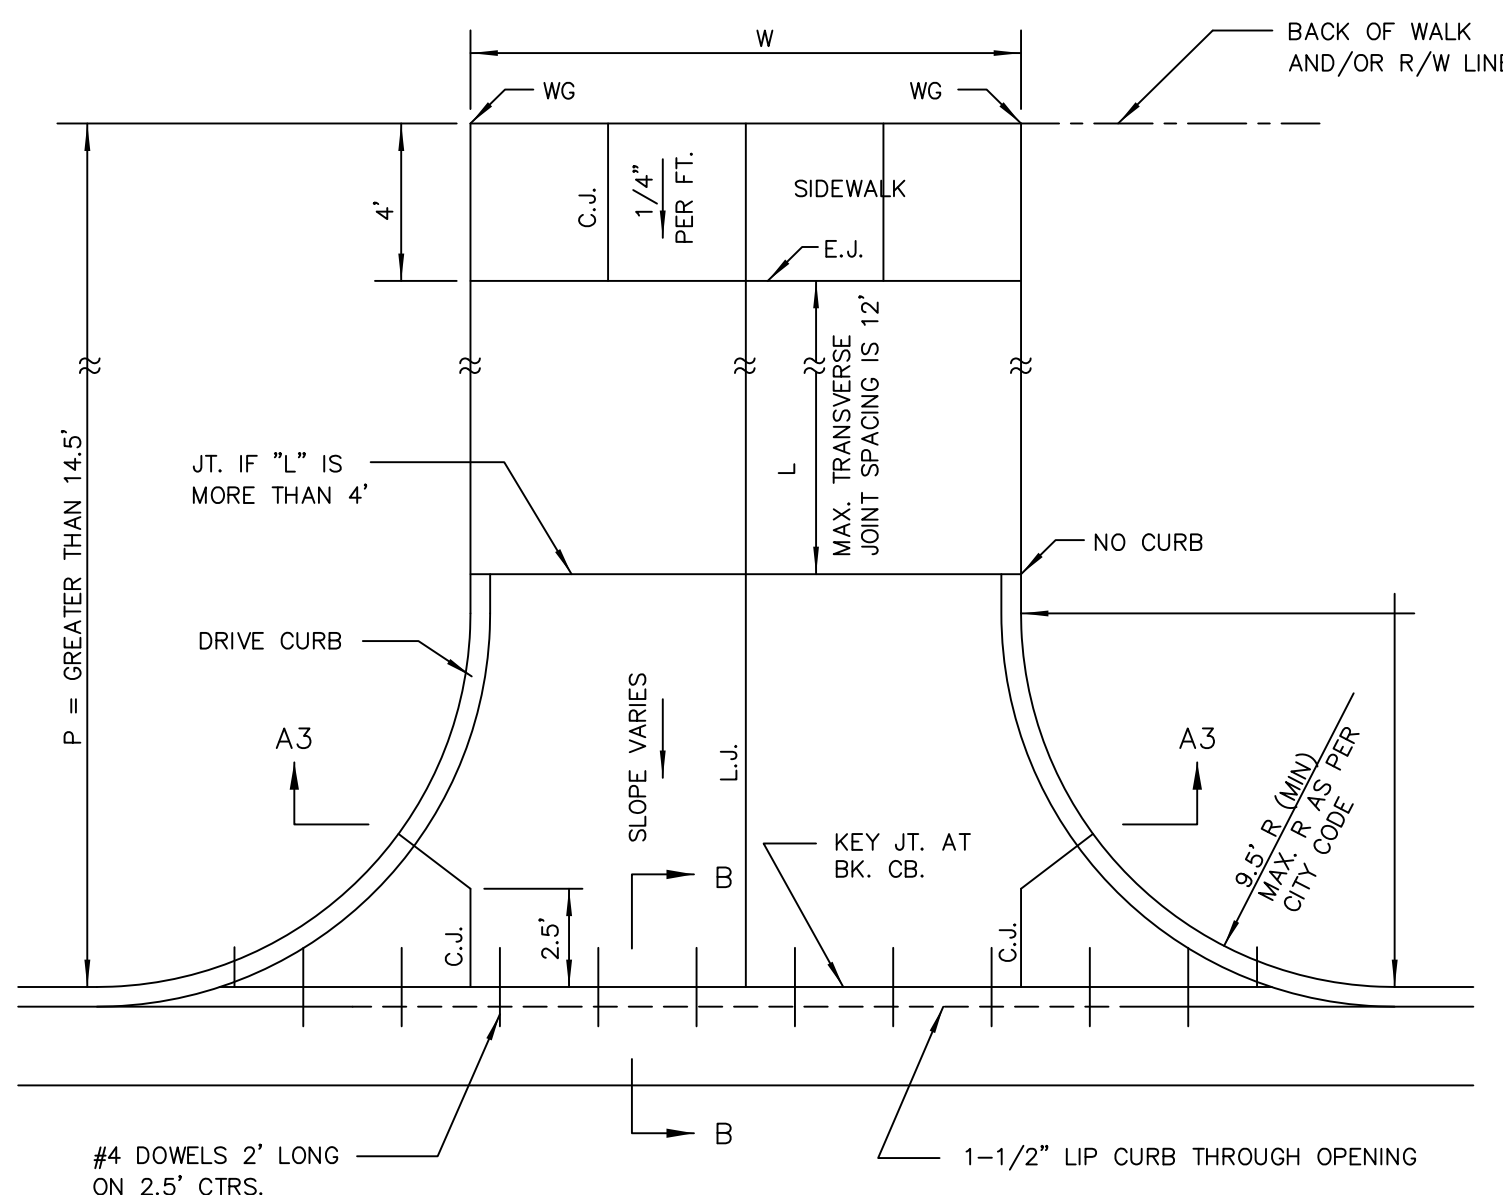 W
BACK OF WALK
AND/OR R/W LINE
WG
WG
4'
C.J.
1/4"
PER FT.
SIDEWALK
E.J.
P = GREATER THAN 14.5'
JT. IF "L" IS
MORE THAN 4'
L
MAX. TRANSVERSE
JOINT SPACING IS 12'
NO CURB
DRIVE CURB
SLOPE VARIES
L.J.
A3
A3
9.5' R (MIN)
MAX. R AS PER
CITY CODE
KEY JT. AT
BK. CB.
B
C.J.
2.5'
C.J.
B
#4 DOWELS 2' LONG
ON 2.5' CTRS.
1-1/2" LIP CURB THROUGH OPENING